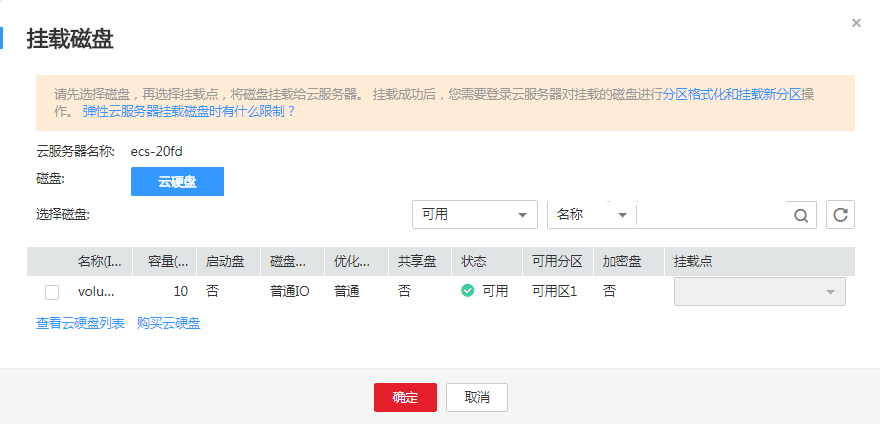 挂载磁盘
请先选择磁盘，再选择挂载点，将磁盘挂载给云服务器。 挂载成功后，您需要登录云服务器对挂载的磁盘进行分区格式化和挂载新分区操
作。 弹性云服务器挂载磁盘时有什么限制？
云服务器名称: ecs-20fd
磁盘: 云硬盘
选择磁盘: 可用 名称
名称(I... 容量(... 启动盘 磁盘... 优化... 共享盘 状态 可用分区 加密盘 挂载点
volu... 10 否 普通IO 普通 否 可用 可用区1 否
查看云硬盘列表 购买云硬盘
确定 取消